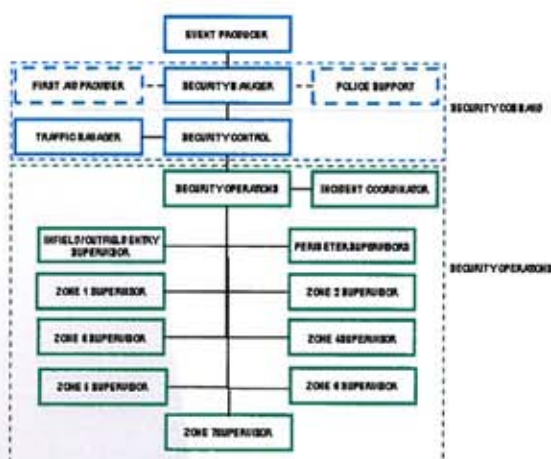 EVENT PRODUCER
FIRST AID PROVIDER
SECURITY MANAGER
POLICE SUPPORT
SECURITY COMMAND
TRAFFIC MANAGER
SECURITY CONTROL
SECURITY OPERATIONS
INCIDENT COORDINATOR
INFIELD/OUTFIELD ENTRY
SUPERVISOR
PERIMETER SUPERVISORS
SECURITY OPERATIONS
ZONE 1 SUPERVISOR
ZONE 2 SUPERVISOR
SUPERVISOR
ZONE 4 SUPERVISOR
ZONE 5 SUPERVISOR
ZONE 6 SUPERVISOR
ZONE 7 SUPERVISOR